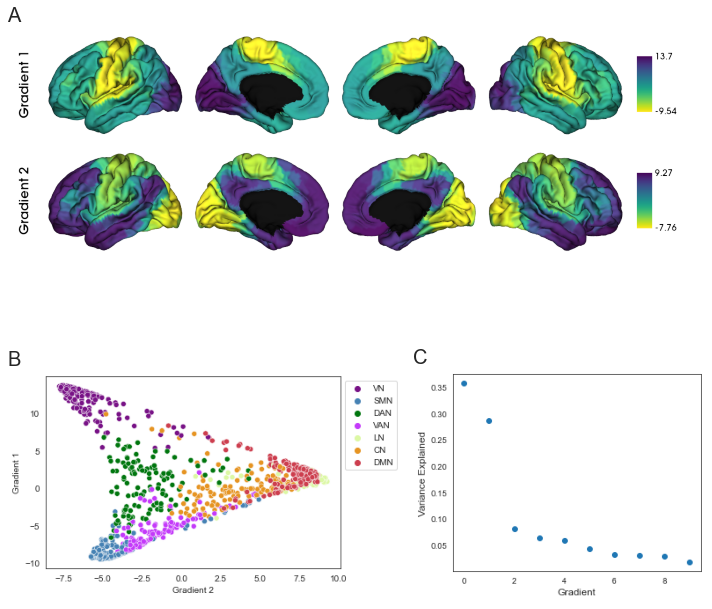 A
Gradient 1
13.7
-9.54
Gradient 2
9.27
-7.76
B
C
VN
SMN
DAN
VAN
LN
CN
DMN
Gradient 1
10
5
0
−5
−10
−7.5 −5.0 −2.5 0.0 2.5 5.0 7.5 10.0
Gradient 2
Variance Explained
0.35
0.30
0.25
0.20
0.15
0.10
0.05
0 2 4 6 8
Gradient